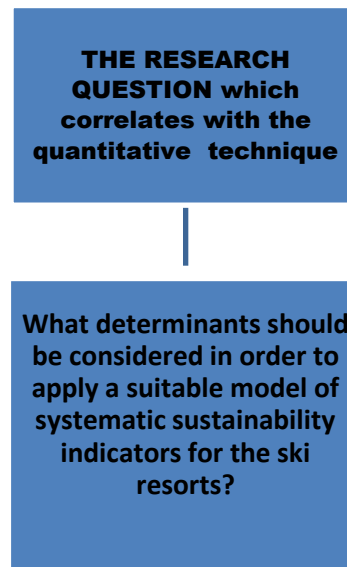 THE RESEARCH
QUESTION which
correlates with the
quantitative technique
What determinants should
be considered in order to
apply a suitable model of
systematic sustainability
indicators for the ski
resorts?